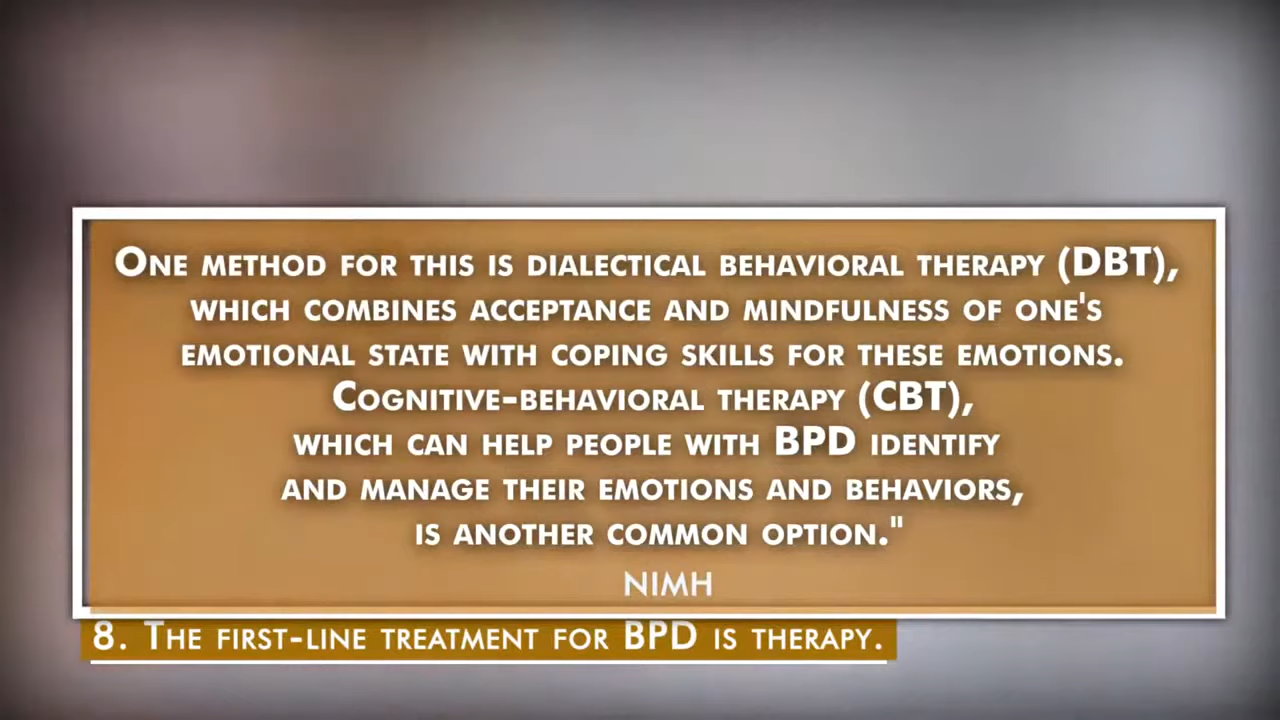 One method for this is dialectical behavioral therapy (DBT),
which combines acceptance and mindfulness of one's
emotional state with coping skills for these emotions.
Cognitive-behavioral therapy (CBT),
which can help people with BPD identify
and manage their emotions and behaviors,
is another common option."
NIMH
8. The first-line treatment for BPD is therapy.